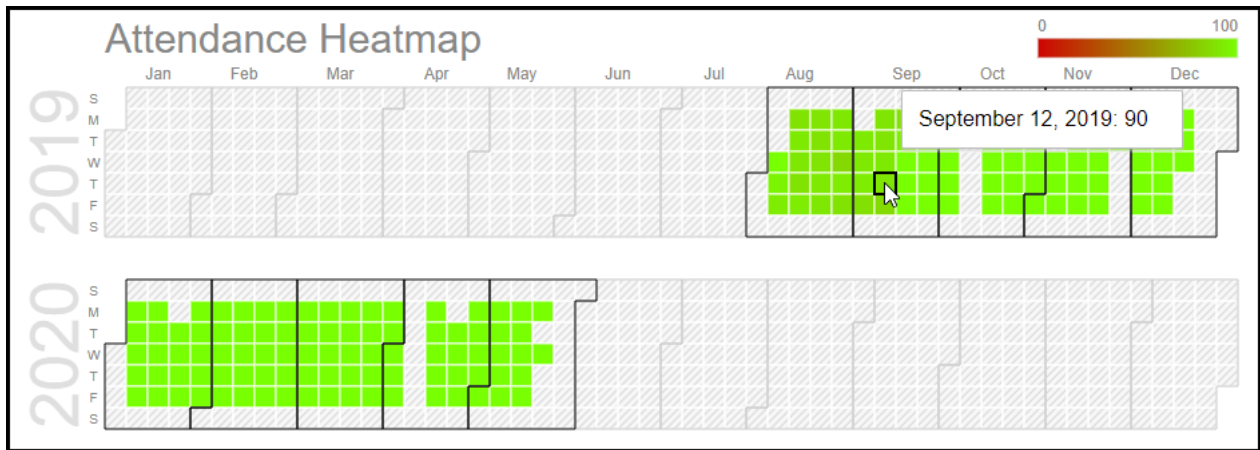 Attendance Heatmap
0 100
Jan Feb Mar Apr May Jun Jul Aug Sep Oct Nov Dec
2019
S
M
T
W
T
F
S
September 12, 2019: 90
2020
S
M
T
W
T
F
S